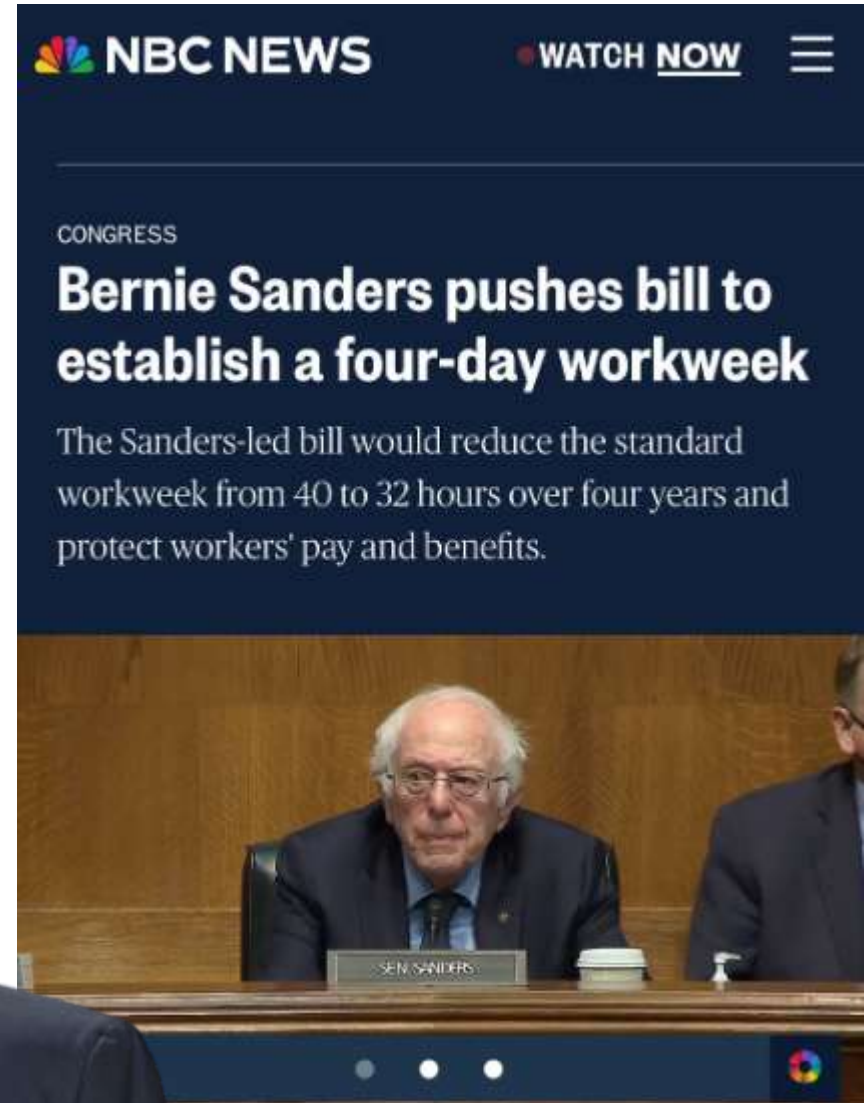 NBC NEWS
WATCH NOW
CONGRESS
Bernie Sanders pushes bill to
establish a four-day workweek
The Sanders-led bill would reduce the standard
workweek from 40 to 32 hours over four years and
protect workers' pay and benefits.
SEN. SANDERS